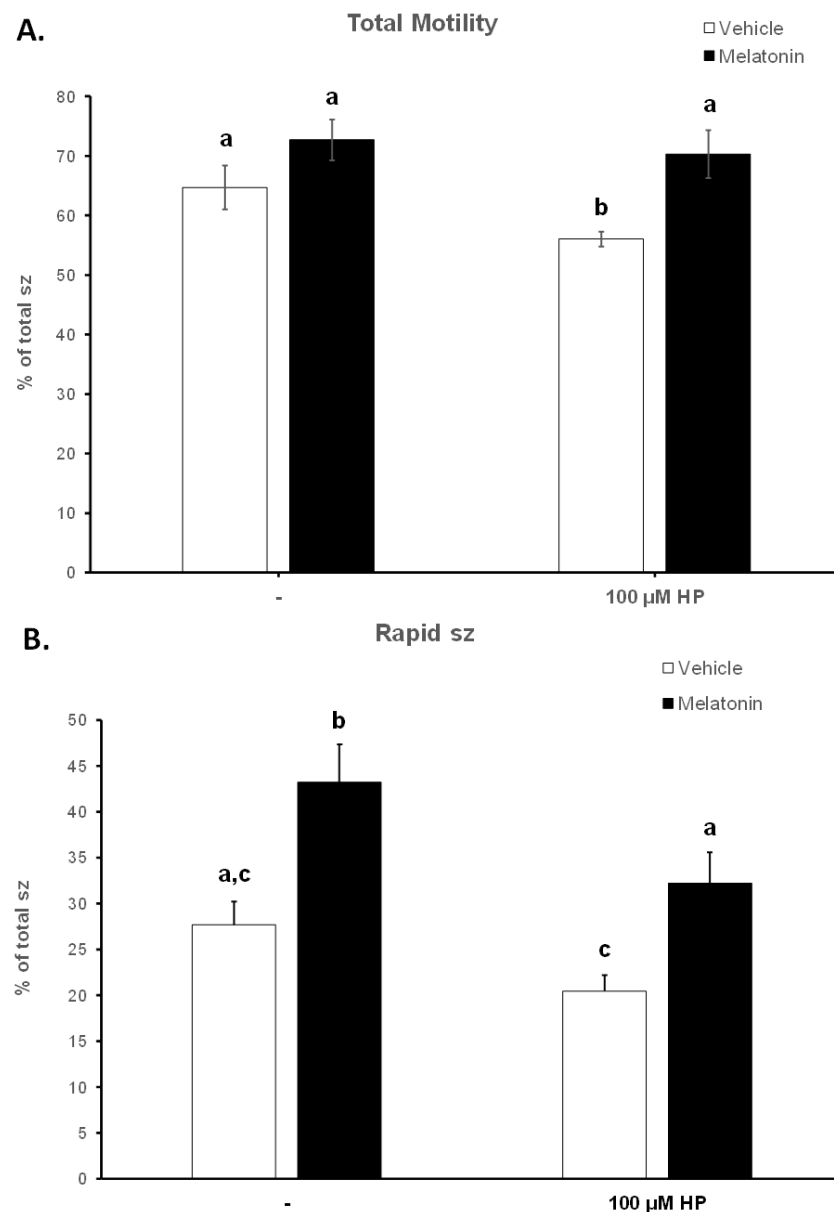 A.
Total Motility
Vehicle
Melatonin
% of total sz
80
70
60
50
40
30
20
10
0
a
a
b
a
-
100 µM HP
B.
Rapid sz
Vehicle
Melatonin
% of total sz
50
45
40
35
30
25
20
15
10
5
0
a,c
b
c
a
-
100 µM HP